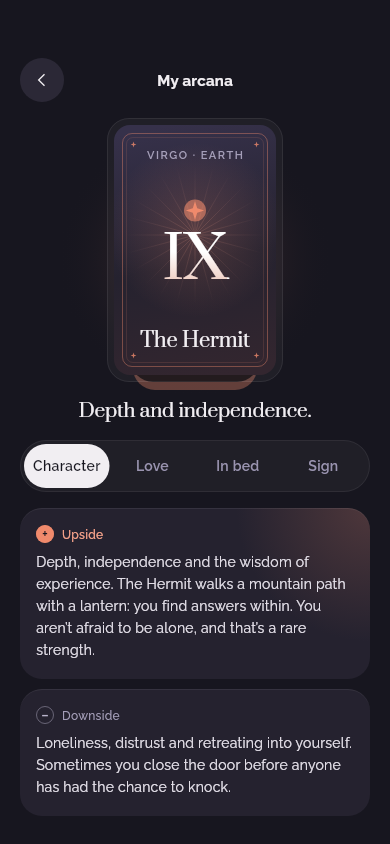 My arcana
VIRGO · EARTH
IX
The Hermit
Depth and independence.
Character
Love
In bed
Sign
Upside
Depth, independence and the wisdom of
experience. The Hermit walks a mountain path
with a lantern: you find answers within. You
aren't afraid to be alone, and that's a rare
strength.
Downside
Loneliness, distrust and retreating into yourself.
Sometimes you close the door before anyone
has had the chance to knock.